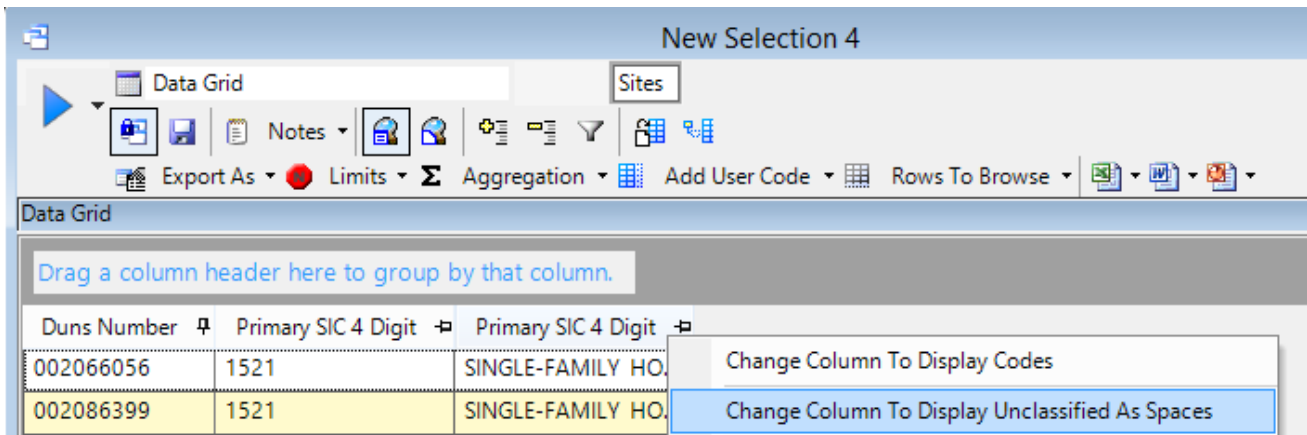 New Selection 4
Data Grid Sites
Notes
Export As Limits Σ Aggregation Add User Code Rows To Browse
Data Grid
Drag a column header here to group by that column.
Duns Number Primary SIC 4 Digit Primary SIC 4 Digit
002066056 1521 SINGLE-FAMILY HO. Change Column To Display Codes
002086399 1521 SINGLE-FAMILY HO. Change Column To Display Unclassified As Spaces